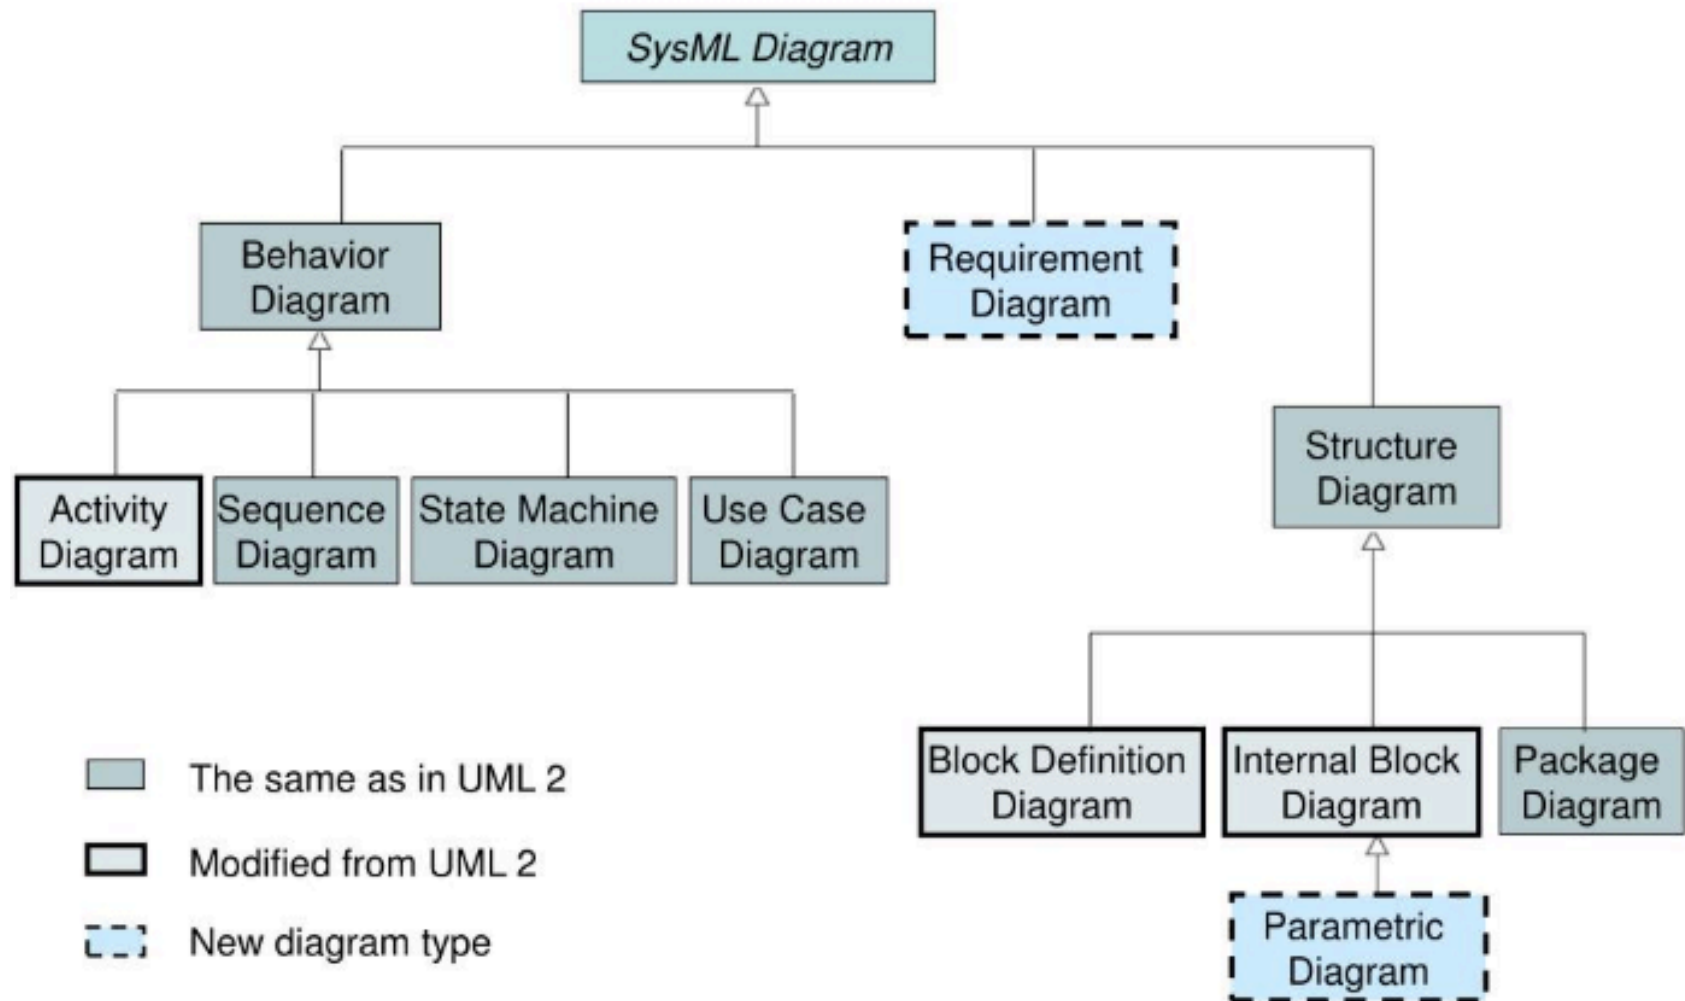 SysML Diagram
Behavior
Diagram
Requirement
Diagram
Structure
Diagram
Activity
Diagram
Sequence
Diagram
State Machine
Diagram
Use Case
Diagram
Block Definition
Diagram
Internal Block
Diagram
Package
Diagram
Parametric
Diagram
The same as in UML 2
Modified from UML 2
New diagram type